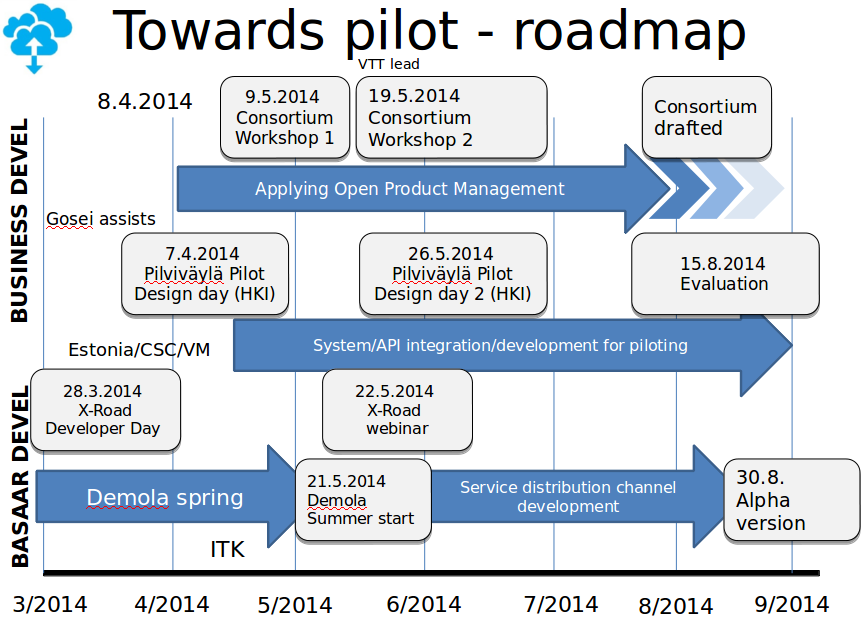 Towards pilot - roadmap
VTT lead
8.4.2014
9.5.2014
Consortium
Workshop 1
19.5.2014
Consortium
Workshop 2
Consortium
drafted
BUSINESS DEVEL
Applying Open Product Management
Gosei assists
7.4.2014
Pilviväylä Pilot
Design day (HKI)
26.5.2014
Pilviväylä Pilot
Design day 2 (HKI)
15.8.2014
Evaluation
Estonia/CSC/VM
System/API integration/development for piloting
BASAAR DEVEL
28.3.2014
X-Road
Developer Day
22.5.2014
X-Road
webinar
Demola spring
21.5.2014
Demola
Summer start
Service distribution channel
development
30.8.
Alpha
version
ITK
3/2014
4/2014
5/2014
6/2014
7/2014
8/2014
9/2014